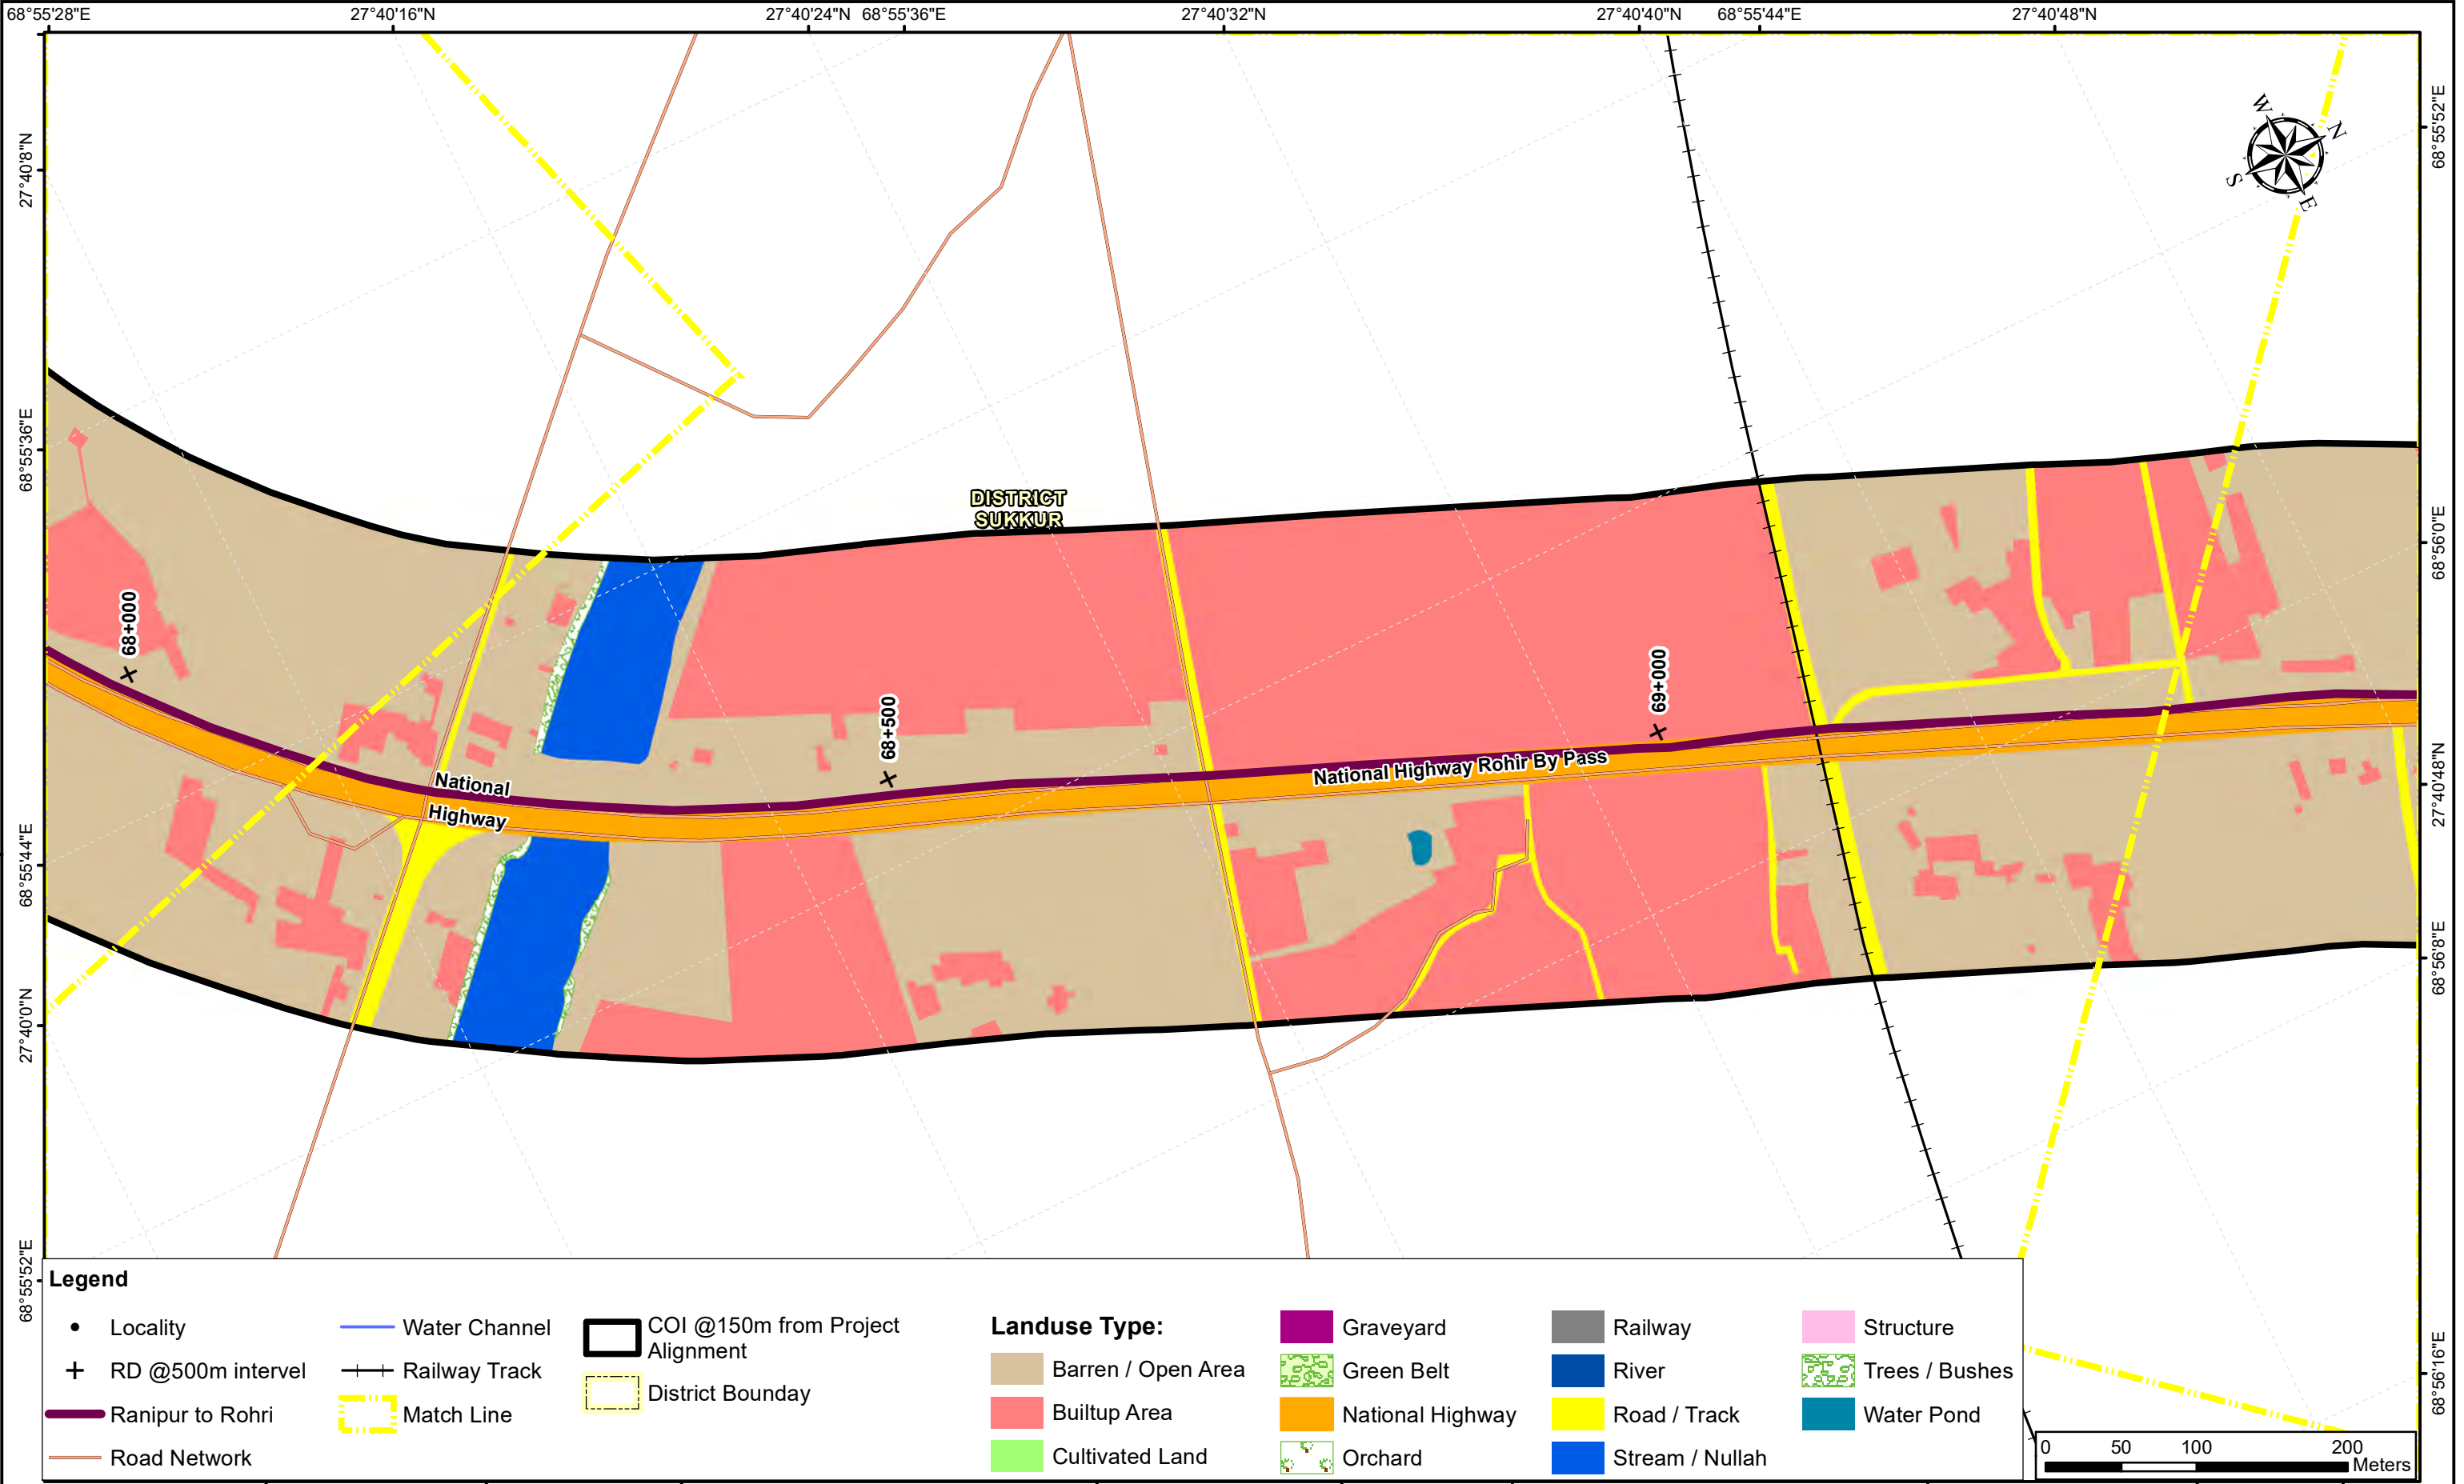 68°55'28"E
27°40'16"N
27°40'24"N
68°55'36"E
27°40'32"N
27°40'40"N
68°55'44"E
27°40'48"N
27°40'8"N
68°55'36"E
68°55'44"E
27°40'0"N
68°55'52"E
68°55'52"E
68°56'0"E
27°40'48"N
68°56'8"E
68°56'16"E
W
N
S
E
DISTRICT
SUKKUR
68+000
68+500
69+000
National
Highway
National Highway Rohir By Pass
Legend
Locality
RD @500m intervel
Ranipur to Rohri
Road Network
Water Channel
Railway Track
Match Line
COI @150m from Project
Alignment
District Bounday
Landuse Type:
Barren / Open Area
Builtup Area
Cultivated Land
Graveyard
Green Belt
National Highway
Orchard
Railway
River
Road / Track
Stream / Nullah
Structure
Trees / Bushes
Water Pond
0 50 100 200
Meters